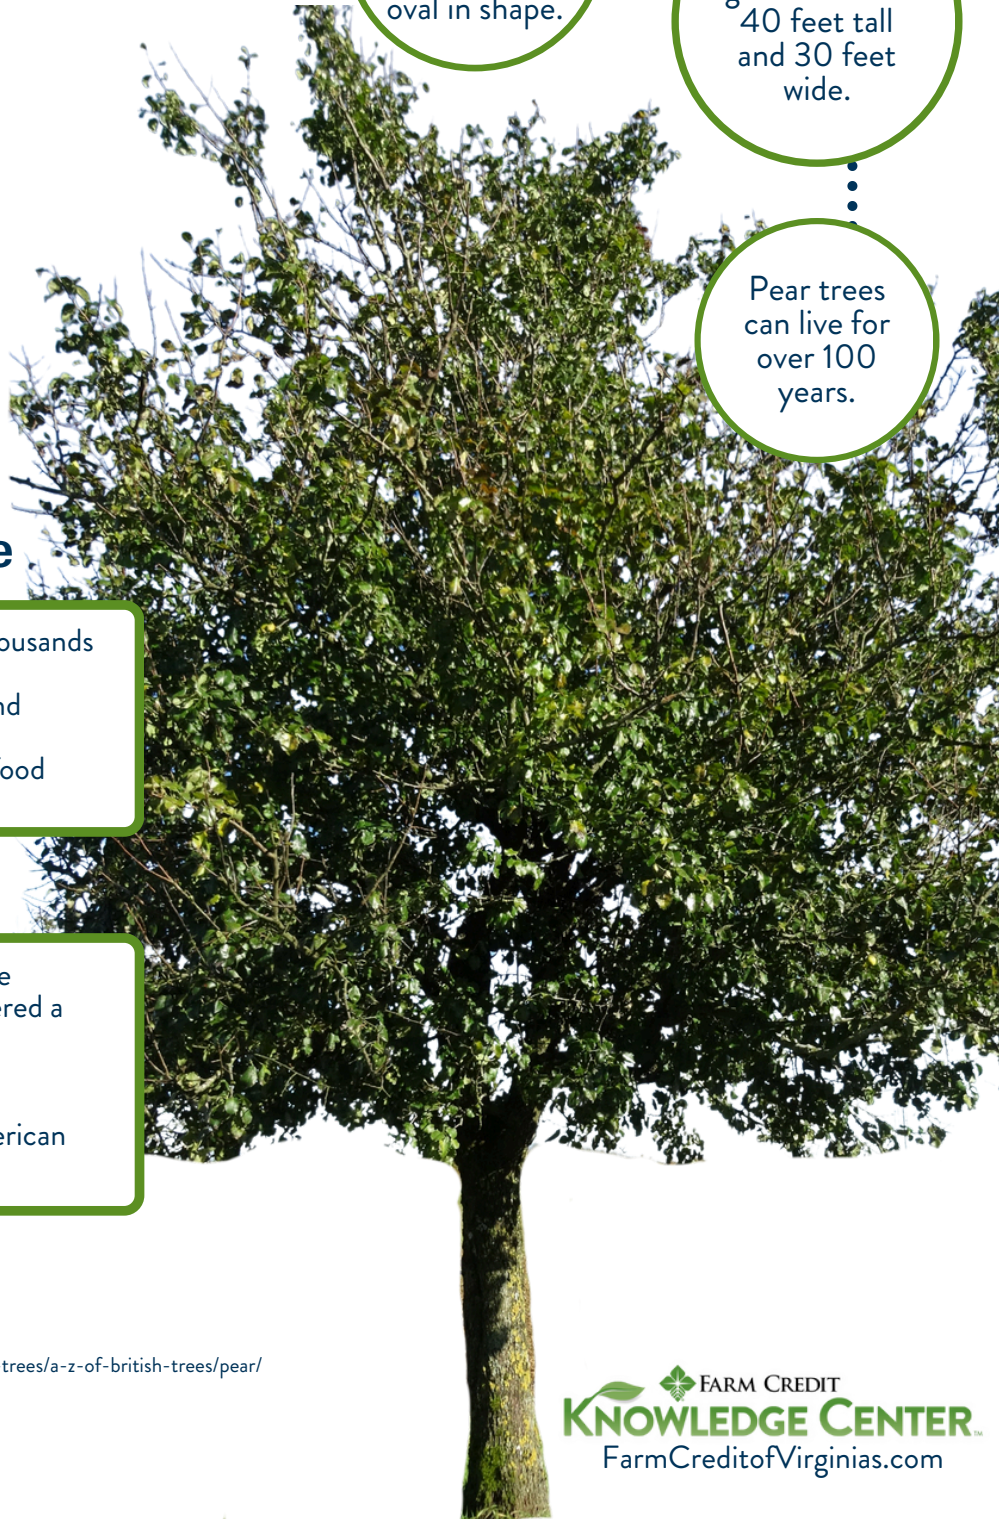 oval in shape.
40 feet tall
and 30 feet
wide.
Pear trees
can live for
over 100
years.
e
ousands
nd
food
e
ered a
erican
trees/a-z-of-british-trees/pear/
FARM CREDIT
KNOWLEDGE CENTER
FarmCreditofVirginias.com